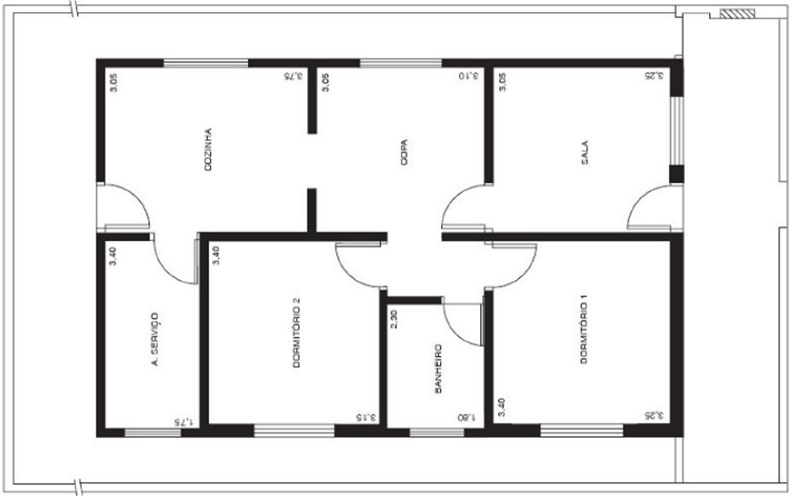 3,05
3,75
COZINHA
3,05
3,10
COPA
3,05
3,25
SALA
3,40
A. SERVIÇO
1,75
3,40
DORMITÓRIO 2
3,15
2,30
BANHEIRO
1,80
DORMITÓRIO 1
3,40
3,25